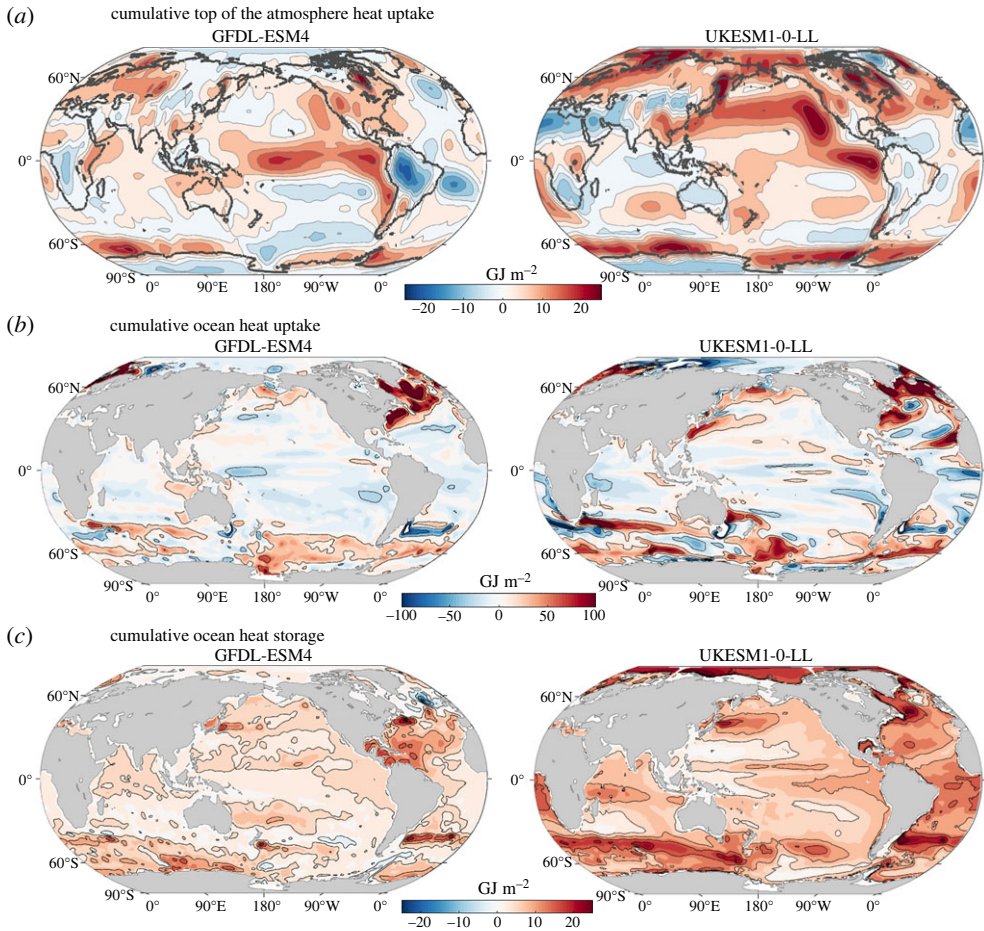 (a) cumulative top of the atmosphere heat uptake
GFDL-ESM4 UKESM1-0-LL
60°N 60°N
0° 0°
60°S 60°S
90°S 0° 90°E 180° 90°W 0° 90°S 0° 90°E 180° 90°W 0°
GJ m−2
−20 −10 0 10 20
(b) cumulative ocean heat uptake
GFDL-ESM4 UKESM1-0-LL
60°N 60°N
0° 0°
60°S 60°S
90°S 0° 90°E 180° 90°W 0° 90°S 0° 90°E 180° 90°W 0°
GJ m−2
−100 −50 0 50 100
(c) cumulative ocean heat storage
GFDL-ESM4 UKESM1-0-LL
60°N 60°N
0° 0°
60°S 60°S
90°S 0° 90°E 180° 90°W 0° 90°S 0° 90°E 180° 90°W 0°
GJ m−2
−20 −10 0 10 20